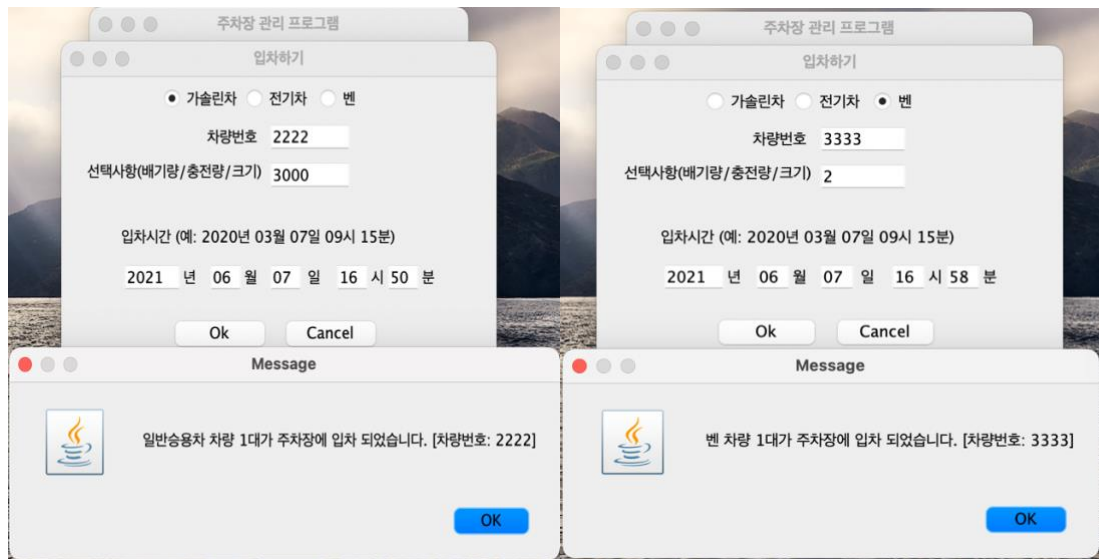 주차장 관리 프로그램
입차하기
가솔린차 전기차 벤
차량번호 2222
선택사항(배기량/충전량/크기) 3000
입차시간 (예: 2020년 03월 07일 09시 15분)
2021 년 06 월 07 일 16 시 50 분
Ok Cancel
Message
일반승용차 차량 1대가 주차장에 입차 되었습니다. [차량번호: 2222]
OK
주차장 관리 프로그램
입차하기
가솔린차 전기차 벤
차량번호 3333
선택사항(배기량/충전량/크기) 2
입차시간 (예: 2020년 03월 07일 09시 15분)
2021 년 06 월 07 일 16 시 58 분
Ok Cancel
Message
벤 차량 1대가 주차장에 입차 되었습니다. [차량번호: 3333]
OK